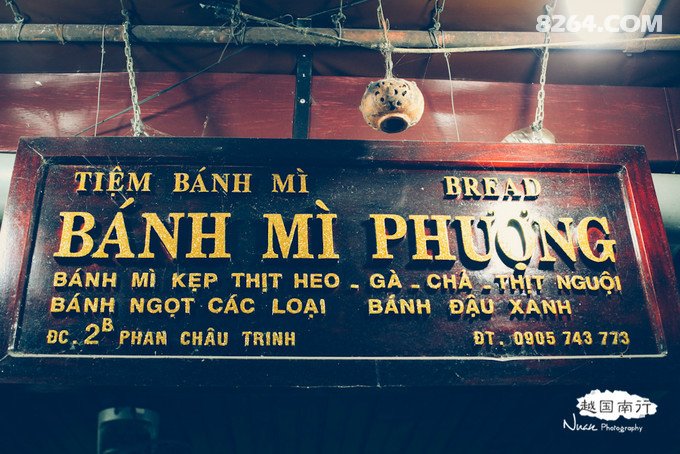 8264.COM
TIỆM BÁNH MÌ BREAD
BÁNH MÌ PHƯỢNG
BÁNH MÌ KẸP THỊT HEO - GÀ - CHẢ - THỊT NGUỘI
BÁNH NGỌT CÁC LOẠI BÁNH ĐẬU XANH
ĐC. 2B PHAN CHÂU TRINH ĐT. 0905 743 773
越国南行
Nuan Photography